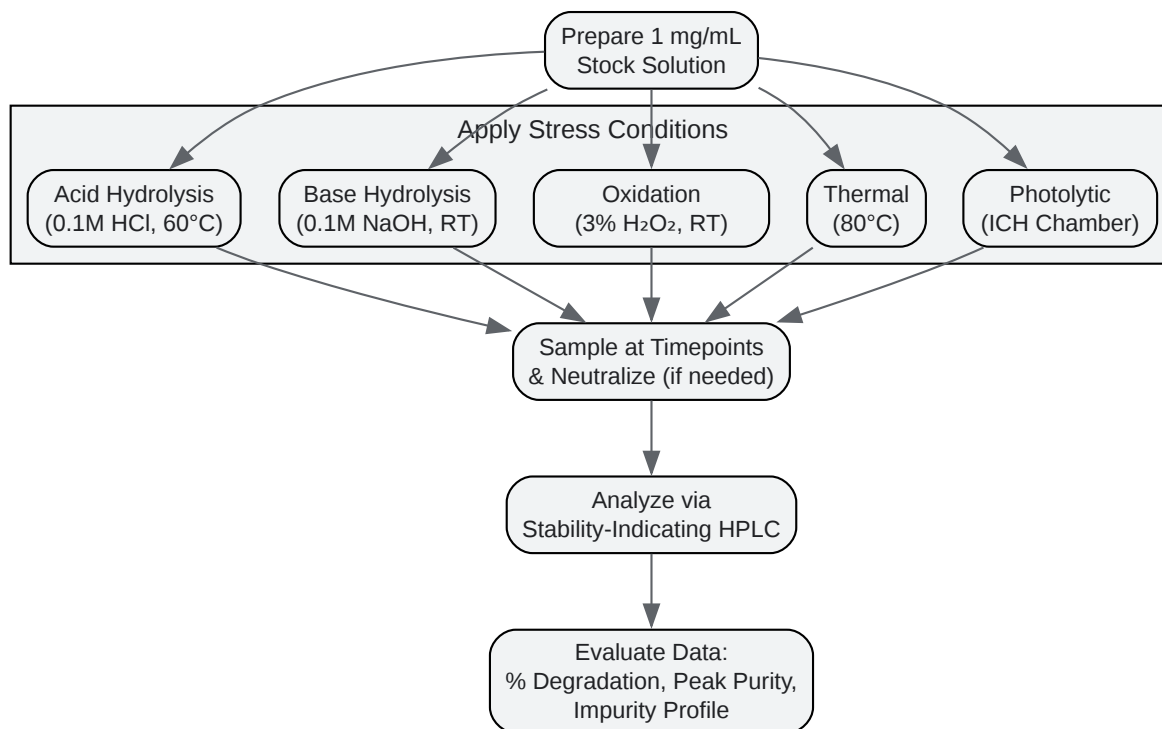 Prepare 1 mg/mL
Stock Solution
Apply Stress Conditions
Acid Hydrolysis
(0.1M HCl, 60°C)
Base Hydrolysis
(0.1M NaOH, RT)
Oxidation
(3% H₂O₂, RT)
Thermal
(80°C)
Photolytic
(ICH Chamber)
Sample at Timepoints
& Neutralize (if needed)
Analyze via
Stability-Indicating HPLC
Evaluate Data:
% Degradation, Peak Purity,
Impurity Profile